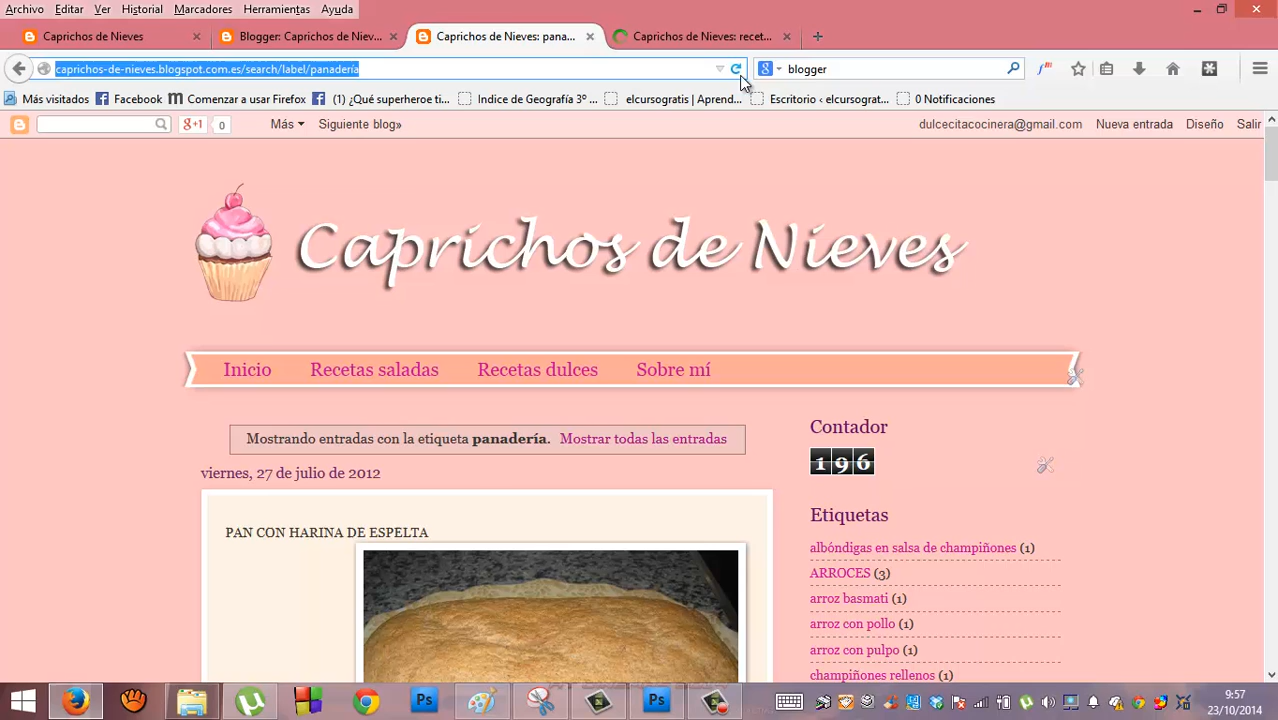 Archivo Editar Ver Historial Marcadores Herramientas Ayuda
Caprichos de Nieves
Blogger: Caprichos de Niev...
Caprichos de Nieves: pana...
Caprichos de Nieves: recet...
caprichos-de-nieves.blogspot.com.es/search/label/panadería
blogger
Más visitados
Facebook
Comenzar a usar Firefox
(1) ¿Qué superheroe ti...
Indice de Geografía 3º ...
elcursogratis | Aprend...
Escritorio ‹ elcursograt...
0 Notificaciones
g+1 0
Más
Siguiente blog»
dulcecitacocinera@gmail.com
Nueva entrada
Diseño
Salir
Caprichos de Nieves
Inicio Recetas saladas Recetas dulces Sobre mí
Mostrando entradas con la etiqueta panadería. Mostrar todas las entradas
viernes, 27 de julio de 2012
PAN CON HARINA DE ESPELTA
Contador
196
Etiquetas
albóndigas en salsa de champiñones (1)
ARROCES (3)
arroz basmati (1)
arroz con pollo (1)
arroz con pulpo (1)
champiñones rellenos (1)
Ps
Ps
9:57
23/10/2014